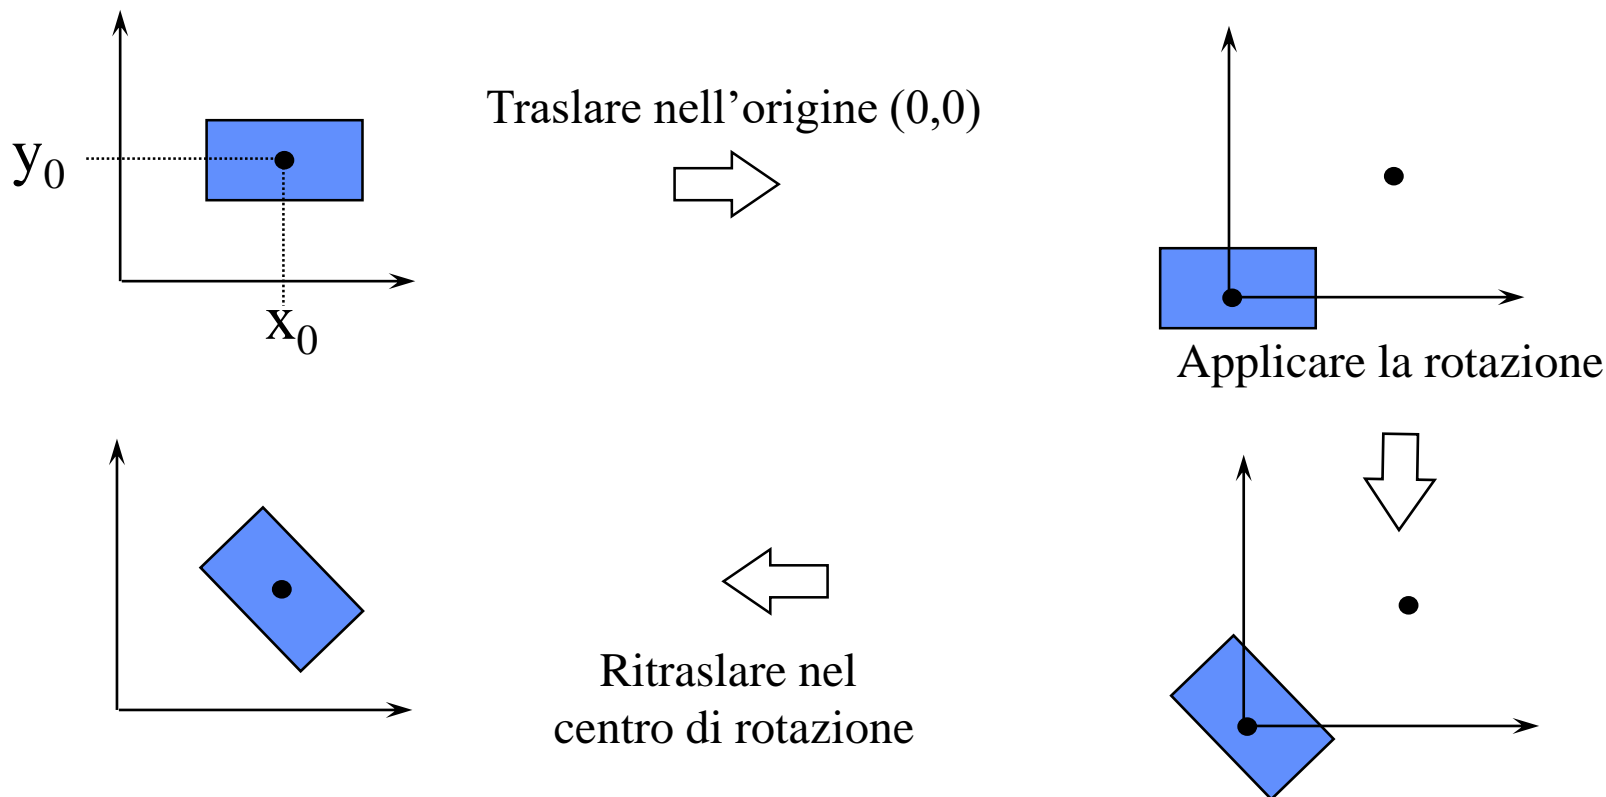 Traslare nell’origine (0,0)
y₀
x₀
Applicare la rotazione
Ritraslare nel
centro di rotazione